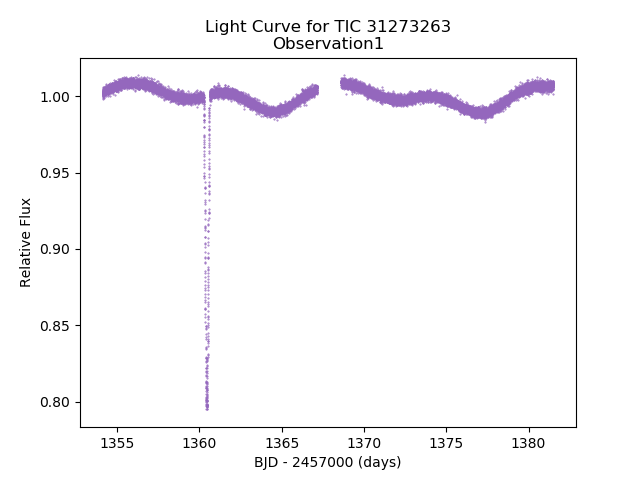 Light Curve for TIC 31273263
Observation1
1.00
0.95
0.90
0.85
0.80
Relative Flux
1355 1360 1365 1370 1375 1380
BJD - 2457000 (days)